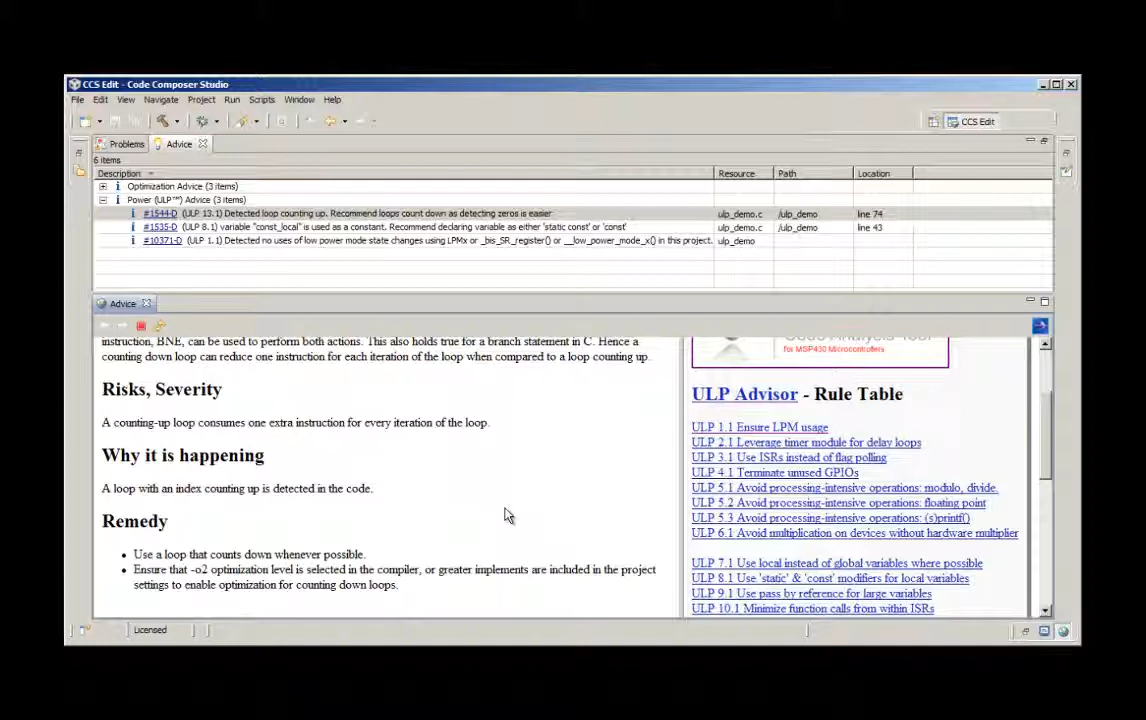 CCS Edit - Code Composer Studio
File Edit View Navigate Project Run Scripts Window Help
CCS Edit
Problems Advice
6 items
Description Resource Path Location
Optimization Advice (3 items)
Power (ULP™) Advice (3 items)
#1544-D (ULP 13.1) Detected loop counting up. Recommend loops count down as detecting zeros is easier ulp_demo.c /ulp_demo line 74
#1535-D (ULP 8.1) variable "const_local" is used as a constant. Recommend declaring variable as either 'static const' or 'const' ulp_demo.c /ulp_demo line 43
#10371-D (ULP 1.1) Detected no uses of low power mode state changes using LPMx or _bis_SR_register() or __low_power_mode_x() in this project. ulp_demo
Advice
instruction, BNE, can be used to perform both actions. This also holds true for a branch statement in C. Hence a
counting down loop can reduce one instruction for each iteration of the loop when compared to a loop counting up.
Risks, Severity
A counting-up loop consumes one extra instruction for every iteration of the loop.
Why it is happening
A loop with an index counting up is detected in the code.
Remedy
Use a loop that counts down whenever possible.
Ensure that -o2 optimization level is selected in the compiler, or greater implements are included in the project
settings to enable optimization for counting down loops.
for MSP430 Microcontrollers
ULP Advisor - Rule Table
ULP 1.1 Ensure LPM usage
ULP 2.1 Leverage timer module for delay loops
ULP 3.1 Use ISRs instead of flag polling
ULP 4.1 Terminate unused GPIOs
ULP 5.1 Avoid processing-intensive operations: modulo, divide.
ULP 5.2 Avoid processing-intensive operations: floating point
ULP 5.3 Avoid processing-intensive operations: (s)printf()
ULP 6.1 Avoid multiplication on devices without hardware multiplier
ULP 7.1 Use local instead of global variables where possible
ULP 8.1 Use 'static' & 'const' modifiers for local variables
ULP 9.1 Use pass by reference for large variables
ULP 10.1 Minimize function calls from within ISRs
Licensed